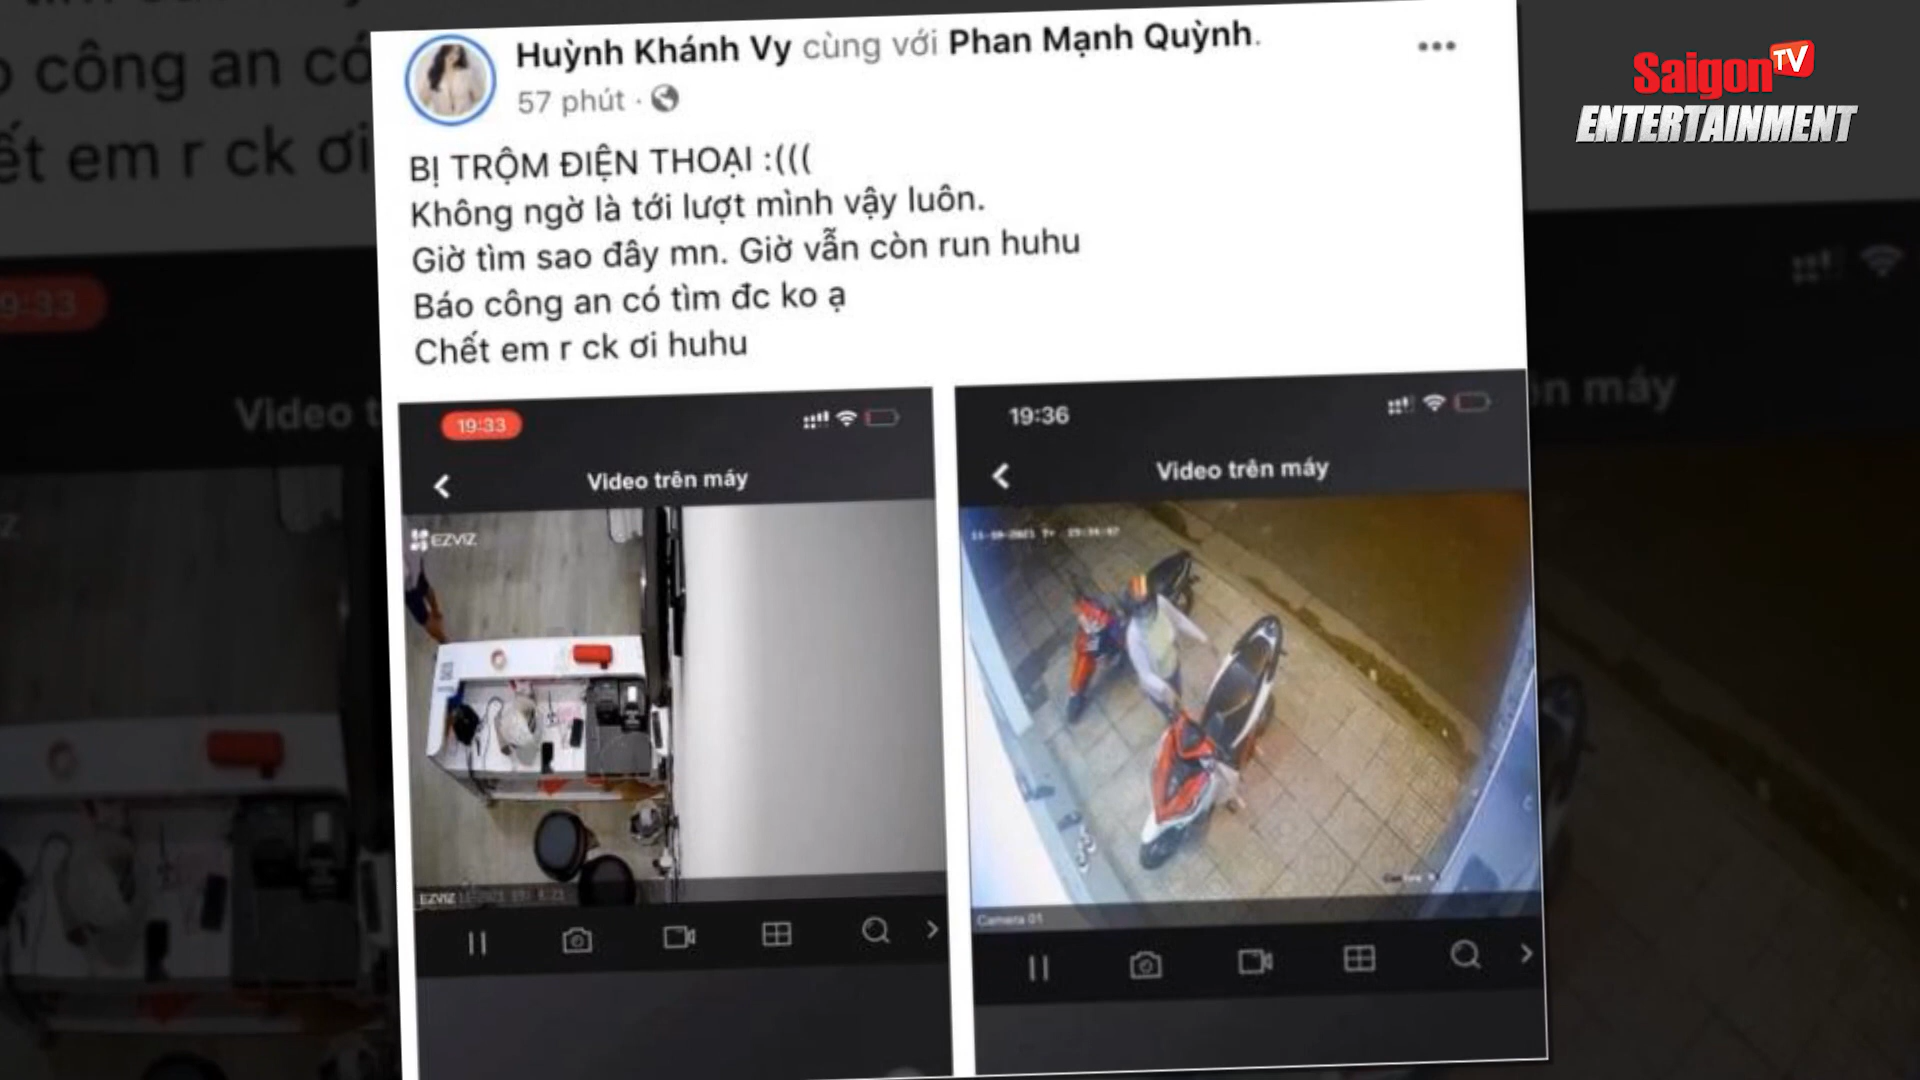 Saigon TV
ENTERTAINMENT
Huỳnh Khánh Vy cùng với Phan Mạnh Quỳnh.
57 phút ·
BỊ TRỘM ĐIỆN THOẠI :(((
Không ngờ là tới lượt mình vậy luôn.
Giờ tìm sao đây mn. Giờ vẫn còn run huhu
Báo công an có tìm đc ko ạ
Chết em r ck ơi huhu
19:33
Video trên máy
EZVIZ
EZVIZ
19:36
Video trên máy
Camera 01
công an có
ết em r ck ơi
9:33
Video t
n máy